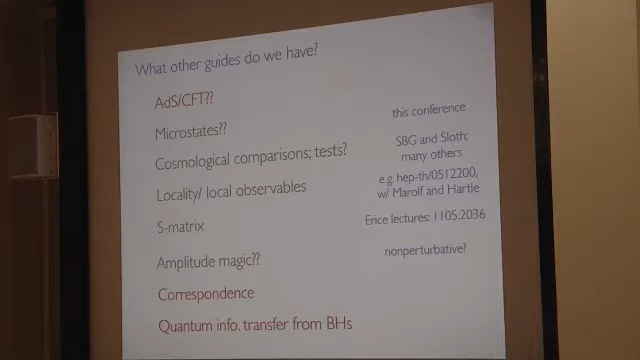 What other guides do we have?
AdS/CFT??
Microstates??
this conference
Cosmological comparisons; tests?
SBG and Sloth;
many others
Locality/ local observables
e.g. hep-th/0512200,
w/ Marolf and Hartle
S-matrix
Erice lectures: 1105.2036
Amplitude magic??
nonperturbative?
Correspondence
Quantum info. transfer from BHs